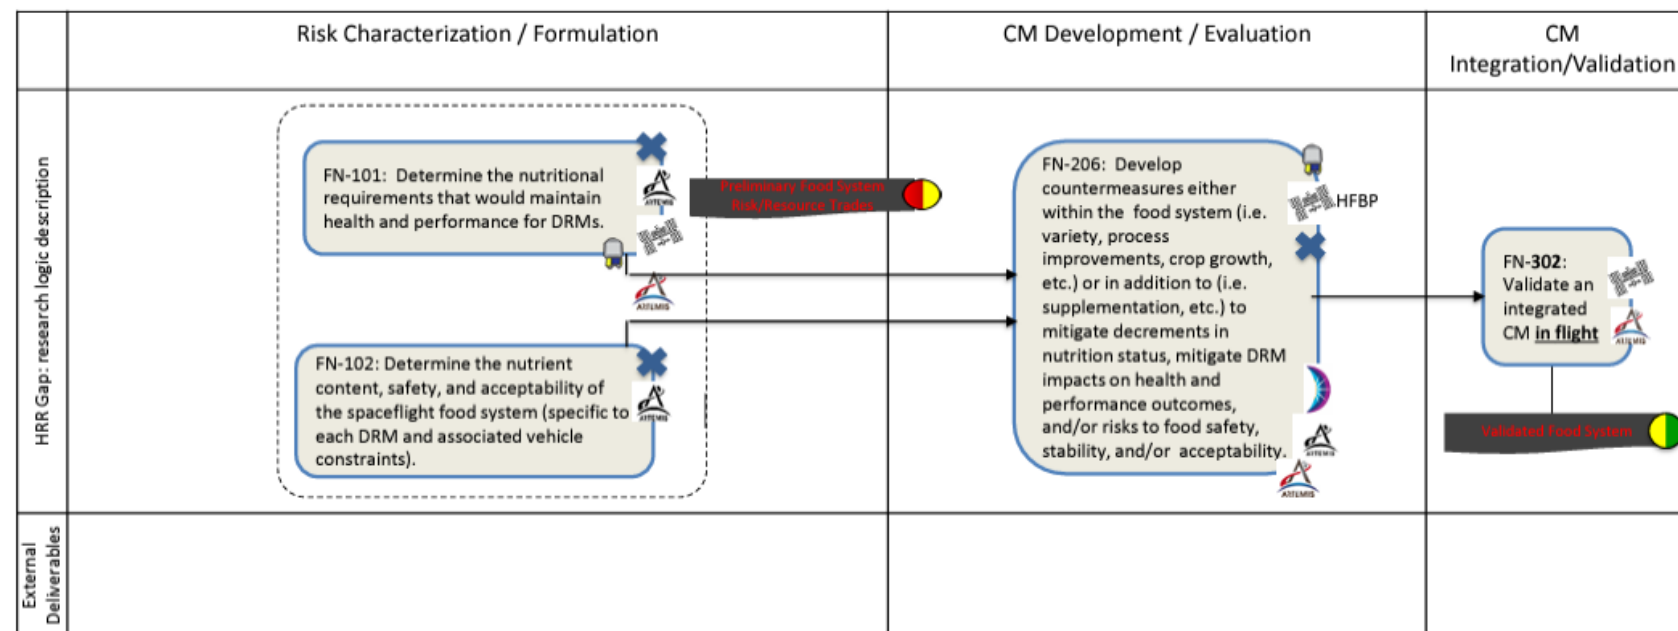 Risk Characterization / Formulation
CM Development / Evaluation
CM
Integration/Validation
HRR Gap: research logic description
FN-101: Determine the nutritional
requirements that would maintain
health and performance for DRMs.
ARTEMIS
ARTEMIS
Preliminary Food System
Risk/Resource Trades
FN-102: Determine the nutrient
content, safety, and acceptability of
the spaceflight food system (specific to
each DRM and associated vehicle
constraints).
ARTEMIS
FN-206: Develop
countermeasures either
within the food system (i.e.
variety, process
improvements, crop growth,
etc.) or in addition to (i.e.
supplementation, etc.) to
mitigate decrements in
nutrition status, mitigate DRM
impacts on health and
performance outcomes,
and/or risks to food safety,
stability, and/or acceptability.
HFBP
ARTEMIS
ARTEMIS
FN-302:
Validate an
integrated
CM in flight
ARTEMIS
Validated Food System
External
Deliverables